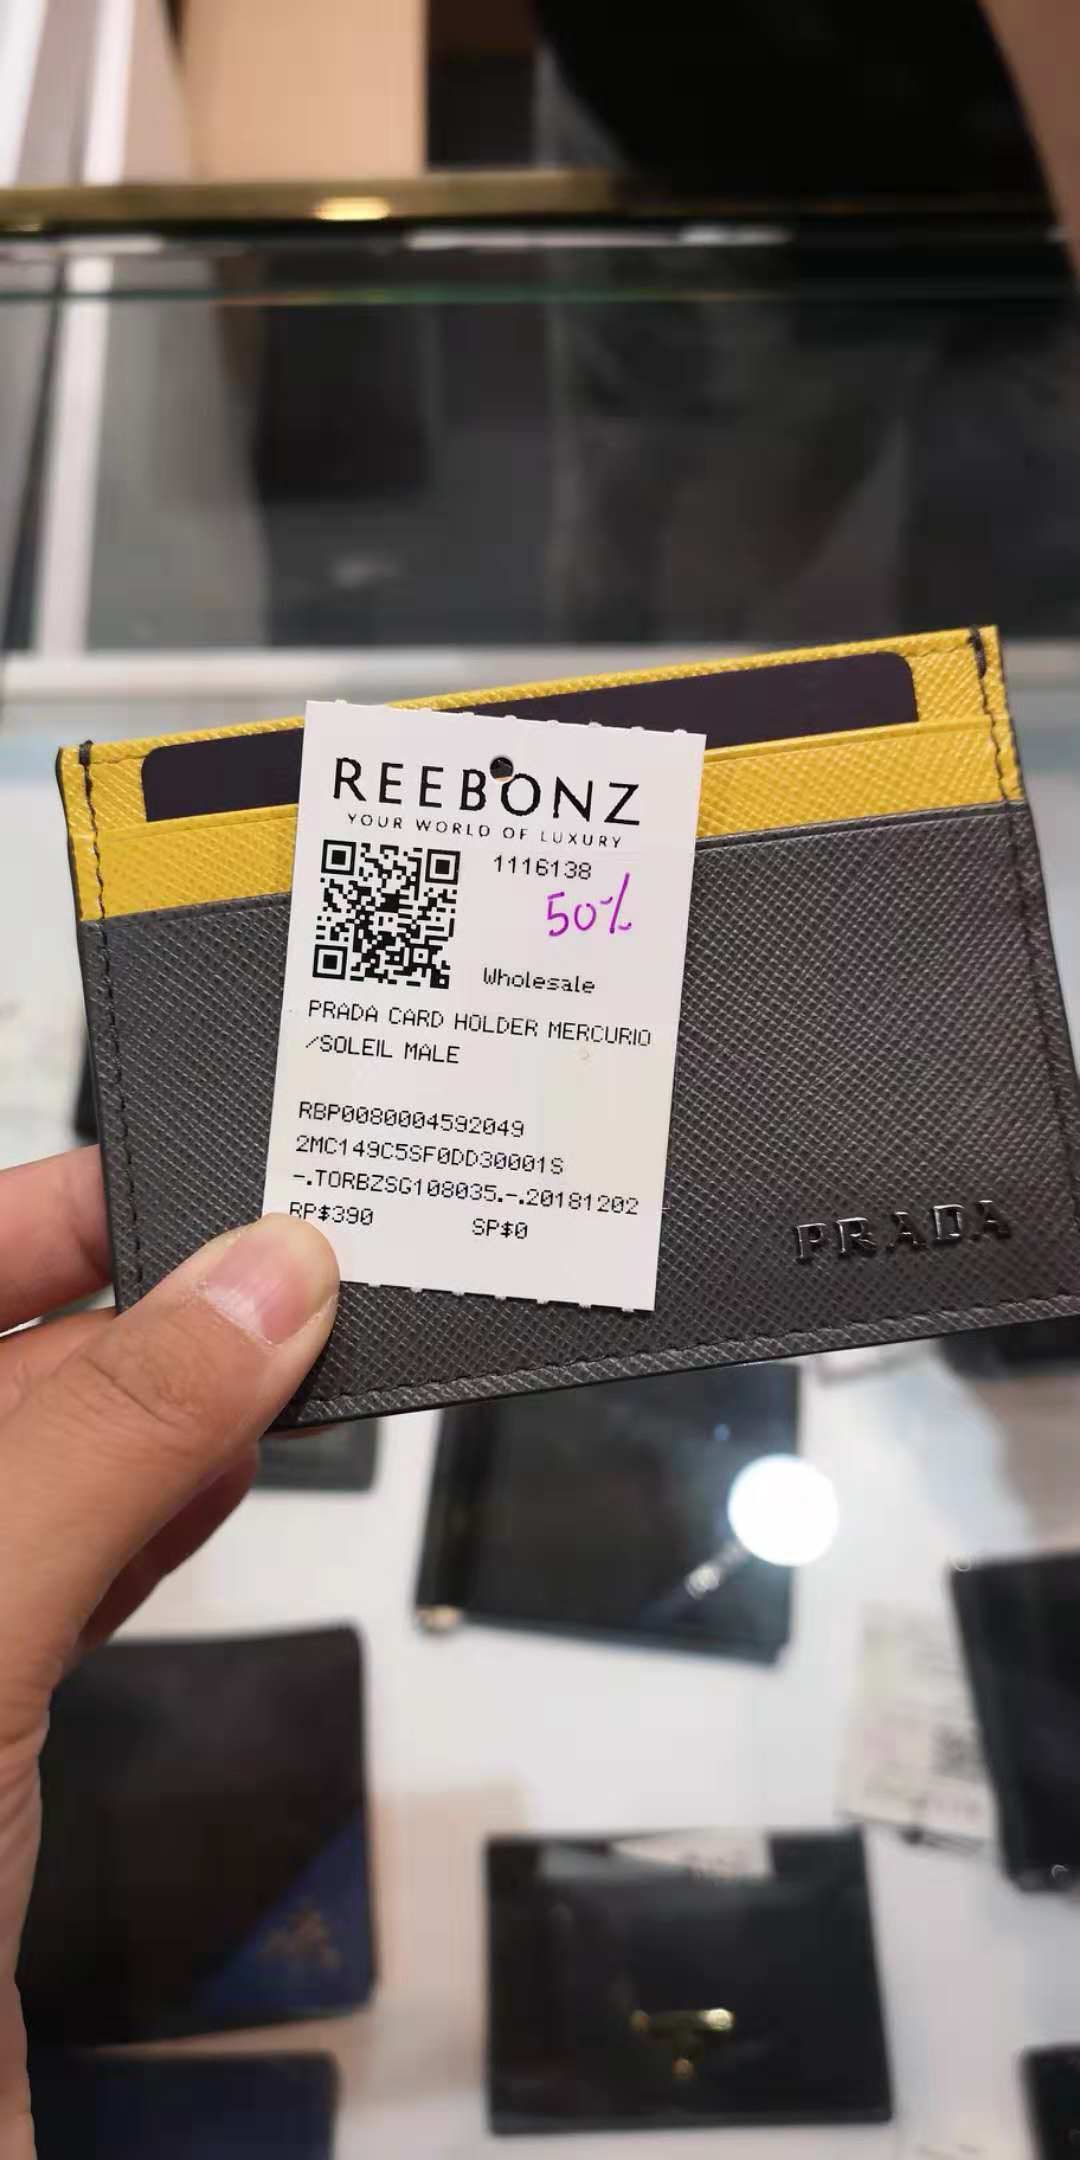 REEBONZ
YOUR WORLD OF LUXURY
1116138
50%
Wholesale
PRADA CARD HOLDER MERCURIO
/SOLEIL MALE
RBP0080004592049
2MC149C5SF0DD30001S
-.TORBZSG108035.-.20181202
RP$390 SP$0
PRADA